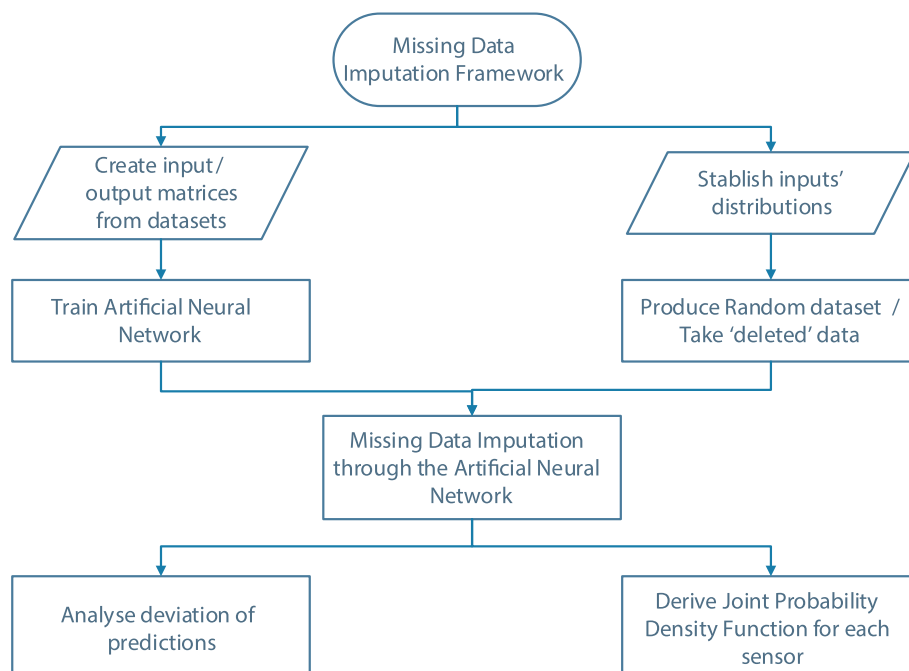 Missing Data
Imputation Framework
Create input/
output matrices
from datasets
Stablish inputs’
distributions
Train Artificial Neural
Network
Produce Random dataset /
Take ‘deleted’ data
Missing Data Imputation
through the Artificial Neural
Network
Analyse deviation of
predictions
Derive Joint Probability
Density Function for each
sensor